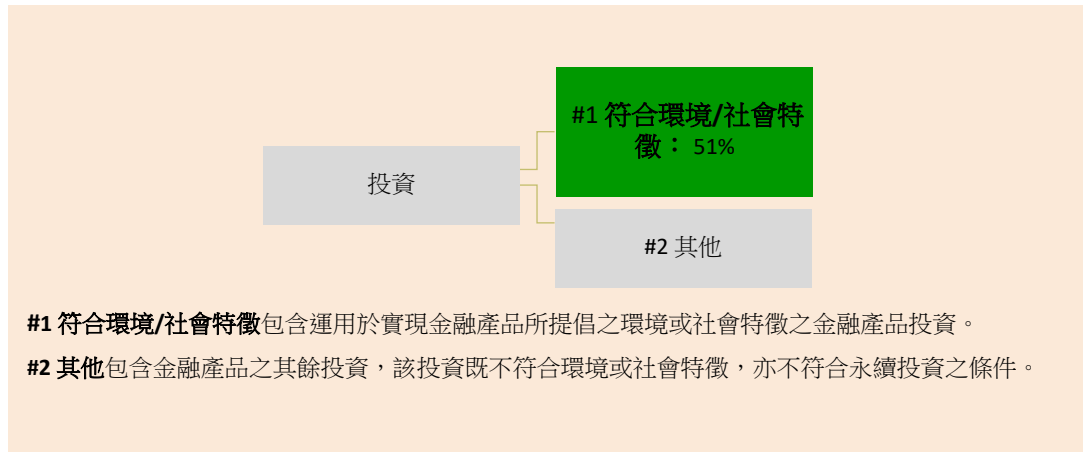 #1 符合環境/社會特
徵： 51%
投資
#2 其他
#1 符合環境/社會特徵包含運用於實現金融產品所提倡之環境或社會特徵之金融產品投資。
#2 其他包含金融產品之其餘投資，該投資既不符合環境或社會特徵，亦不符合永續投資之條件。